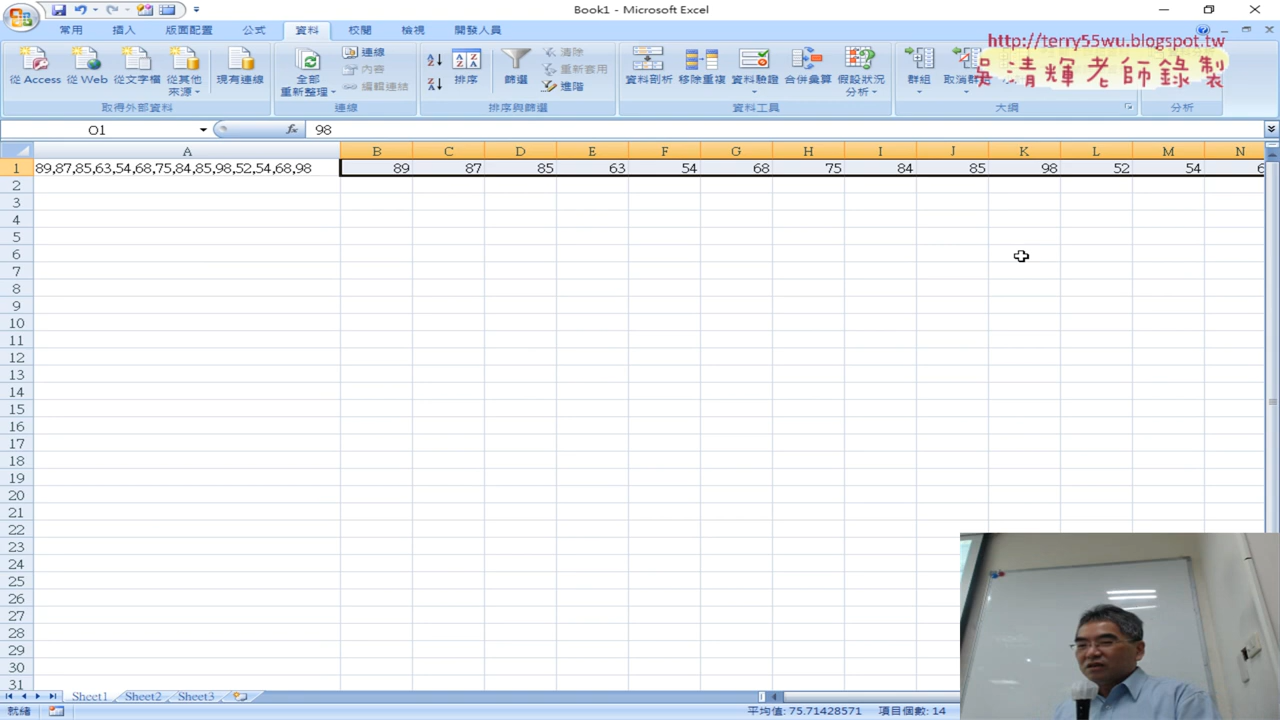 Book1 - Microsoft Excel
常用 插入 版面配置 公式 資料 校閱 檢視 開發人員
http://terry55wu.blogspot.tw
吳清輝老師錄製
從 Access 從 Web 從文字檔 從其他來源 現有連線 全部重新整理 連線 內容 編輯連結 排序 篩選 清除 重新套用 進階 資料剖析 移除重複 資料驗證 合併彙算 假設狀況分析 群組
取得外部資料 連線 排序與篩選 資料工具 大綱 分析
O1 fx 98
A B C D E F G H I J K L M N
1 89,87,85,63,54,68,75,84,85,98,52,54,68,98 89 87 85 63 54 68 75 84 85 98 52 54
2
3
4
5
6
7
8
9
10
11
12
13
14
15
16
17
18
19
20
21
22
23
24
25
26
27
28
29
30
31
Sheet1 Sheet2 Sheet3
就緒 平均值: 75.71428571 項目個數: 14